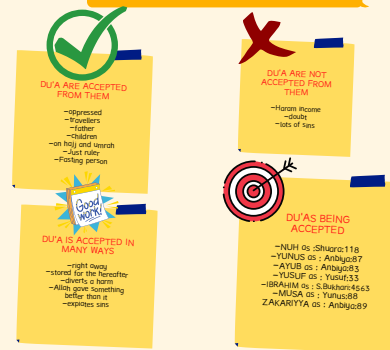 DU'A ARE ACCEPTED
FROM THEM
-oppressed
-travellers
-father
-children
-on hajj and umrah
-Just ruler
-Fasting person
DU'A ARE NOT
ACCEPTED FROM
THEM
-Haram income
-doubt
-lots of sins
Good
work!
DU'A IS ACCEPTED IN
MANY WAYS
-right away
-stored for the hereafter
-diverts a harm
-Allah gave something
better than it
-expiates sins
DU'AS BEING
ACCEPTED
-NUH as :Shuara:118
-YUNUS as : Anbiya:87
-AYUB as : Anbiya:83
-YUSUF as : Yusuf:33
-IBRAHIM as : S.Bukhari:4563
-MUSA as : Yunus:88
ZAKARIYYA as : Anbiya:89